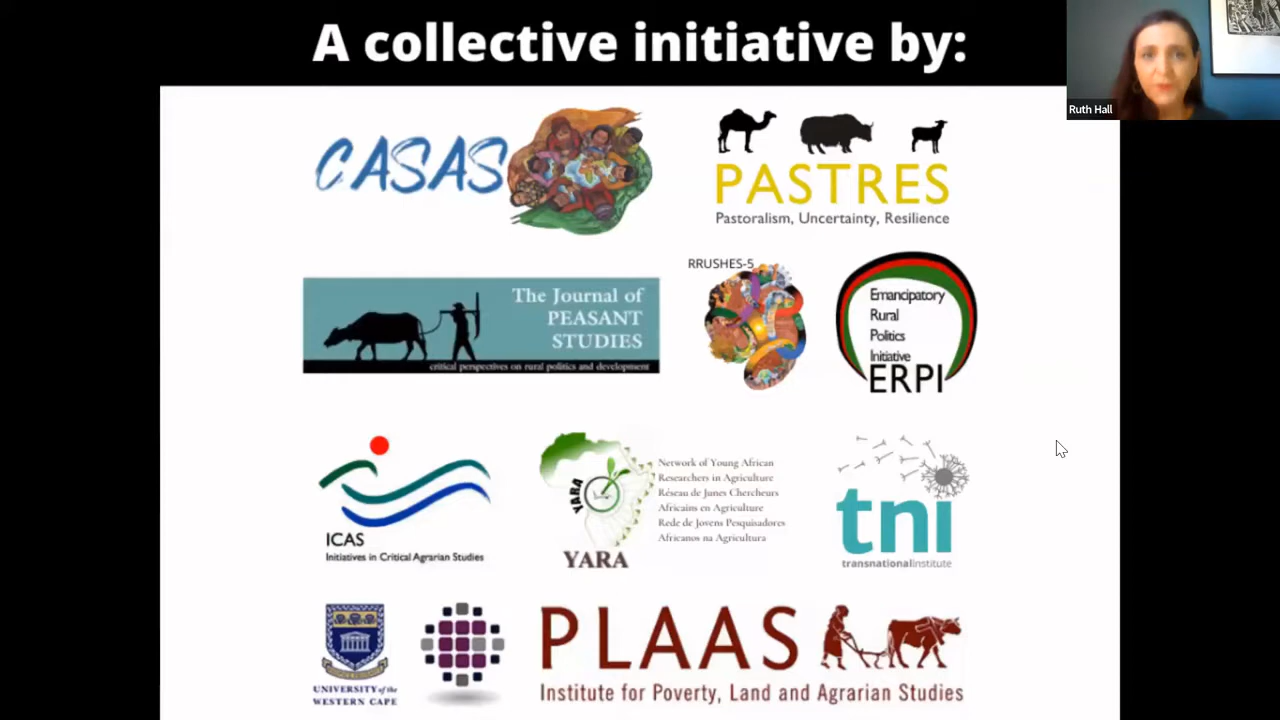 A collective initiative by:
Ruth Hall
CASAS
PASTRES
Pastoralism, Uncertainty, Resilience
The Journal of
PEASANT
STUDIES
critical perspectives on rural politics and development
RRUSHES-5
Emancipatory
Rural
Politics
Initiative
ERPI
ICAS
Initiatives in Critical Agrarian Studies
YARA
YARA
Network of Young African
Researchers in Agriculture
Réseau de Junes Chercheurs
Africains en Agriculture
Rede de Jovens Pesquisadores
Africanos na Agricultura
tni
transnationalinstitute
UNIVERSITY of the
WESTERN CAPE
PLAAS
Institute for Poverty, Land and Agrarian Studies